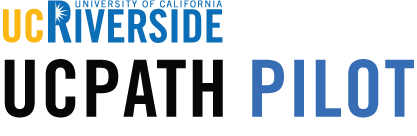 UNIVERSITY OF CALIFORNIA
UCRIVERSIDE
UCPATH PILOT